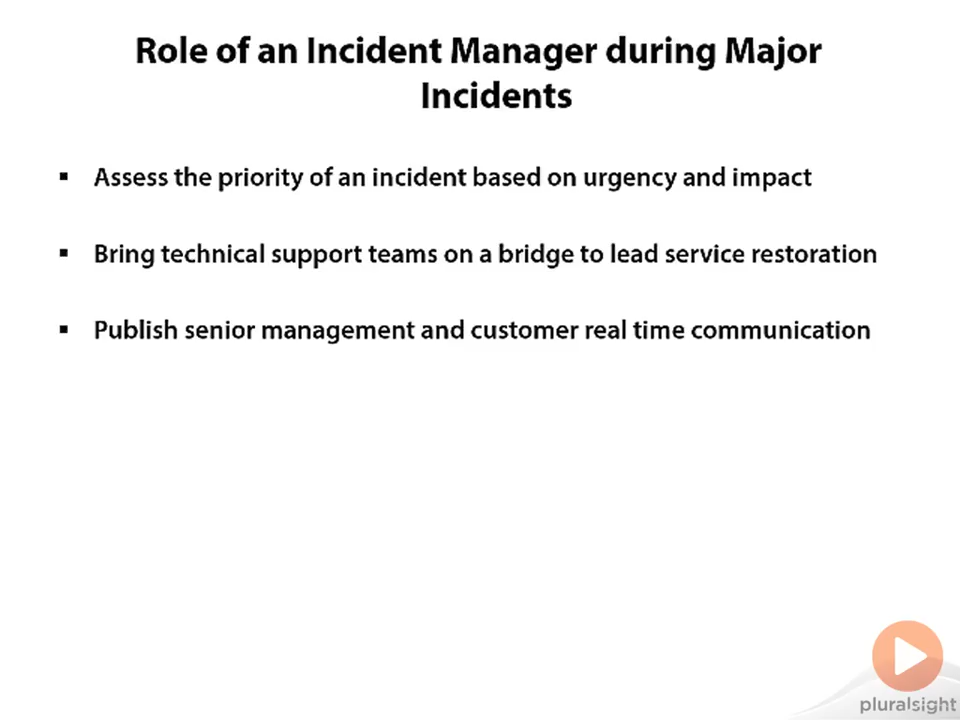 Role of an Incident Manager during Major
Incidents
▪ Assess the priority of an incident based on urgency and impact
▪ Bring technical support teams on a bridge to lead service restoration
▪ Publish senior management and customer real time communication
pluralsight